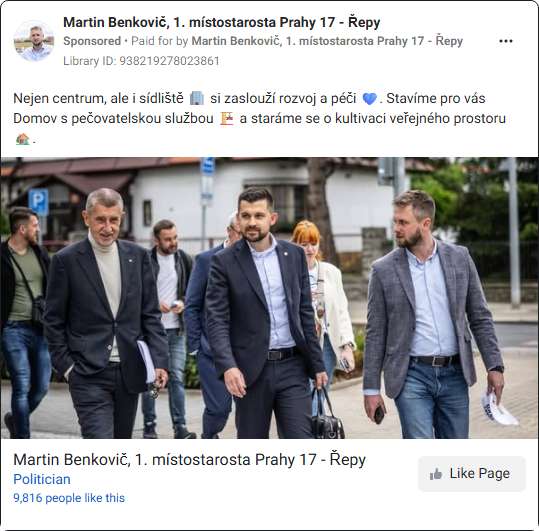 Martin Benkovič, 1. místostarosta Prahy 17 - Řepy
Sponsored • Paid for by Martin Benkovič, 1. místostarosta Prahy 17 - Řepy
Library ID: 938219278023861
Nejen centrum, ale i sídliště 🏢 si zaslouží rozvoj a péči 💙. Stavíme pro vás
Domov s pečovatelskou službou 🏗️ a staráme se o kultivaci veřejného prostoru
🏡.
P
Martin Benkovič, 1. místostarosta Prahy 17 - Řepy
Politician
9,816 people like this
Like Page